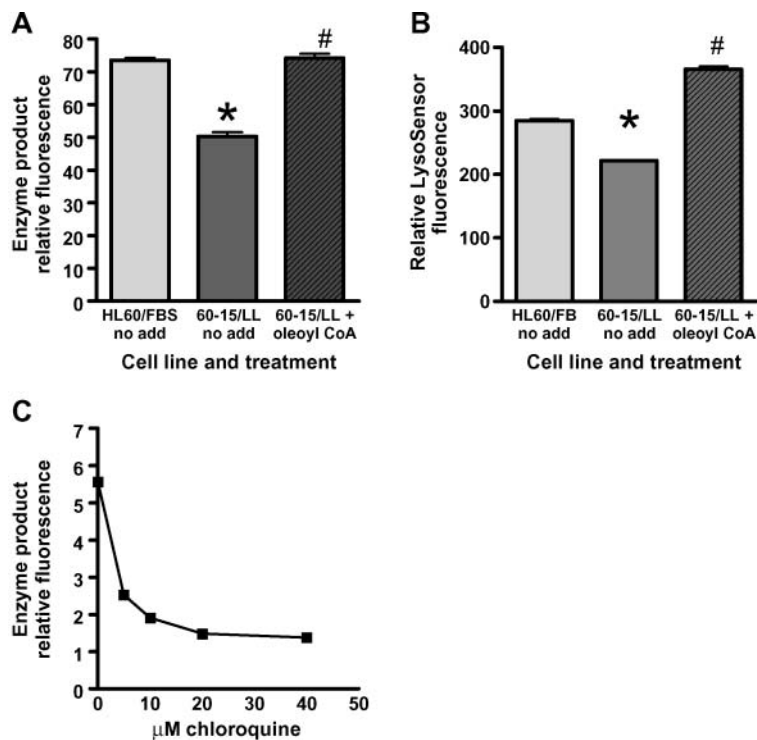 A
Enzyme product
relative fluorescence
80
70
60
50
40
30
20
10
0
*
#
HL60/FBS
no add
60-15/LL
no add
60-15/LL +
oleoyl CoA
Cell line and treatment
B
Relative LysoSensor
fluorescence
400
300
200
100
0
*
#
HL60/FB
no add
60-15/LL
no add
60-15/LL +
oleoyl CoA
Cell line and treatment
C
Enzyme product
relative fluorescence
7
6
5
4
3
2
1
0
0 10 20 30 40 50
μM chloroquine